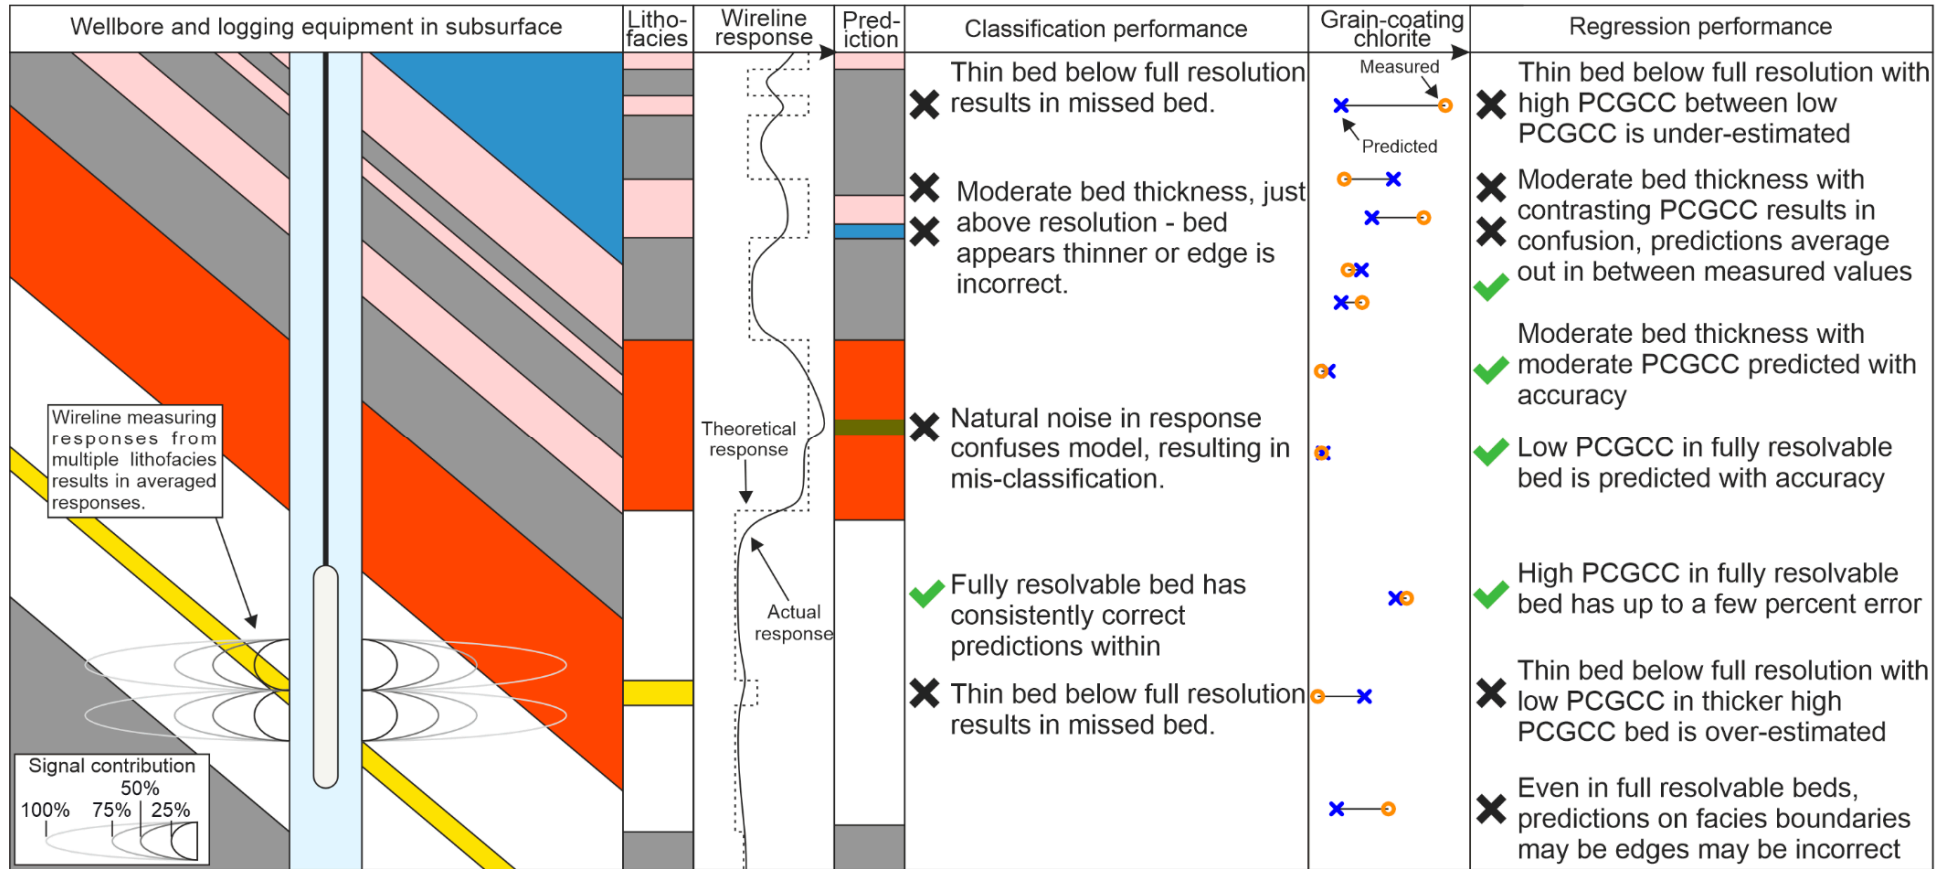 Wellbore and logging equipment in subsurface
Litho-
facies
Wireline
response
Pred-
iction
Classification performance
Grain-coating
chlorite
Regression performance
Wireline measuring
responses from
multiple lithofacies
results in averaged
responses.
Signal contribution
50%
100% 75% 25%
Theoretical
response
Actual
response
Thin bed below full resolution
results in missed bed.
Moderate bed thickness, just
above resolution - bed
appears thinner or edge is
incorrect.
Natural noise in response
confuses model, resulting in
mis-classification.
Fully resolvable bed has
consistently correct
predictions within
Thin bed below full resolution
results in missed bed.
Measured
Predicted
Thin bed below full resolution with
high PCGCC between low
PCGCC is under-estimated
Moderate bed thickness with
contrasting PCGCC results in
confusion, predictions average
out in between measured values
Moderate bed thickness with
moderate PCGCC predicted with
accuracy
Low PCGCC in fully resolvable
bed is predicted with accuracy
High PCGCC in fully resolvable
bed has up to a few percent error
Thin bed below full resolution with
low PCGCC in thicker high
PCGCC bed is over-estimated
Even in full resolvable beds,
predictions on facies boundaries
may be edges may be incorrect